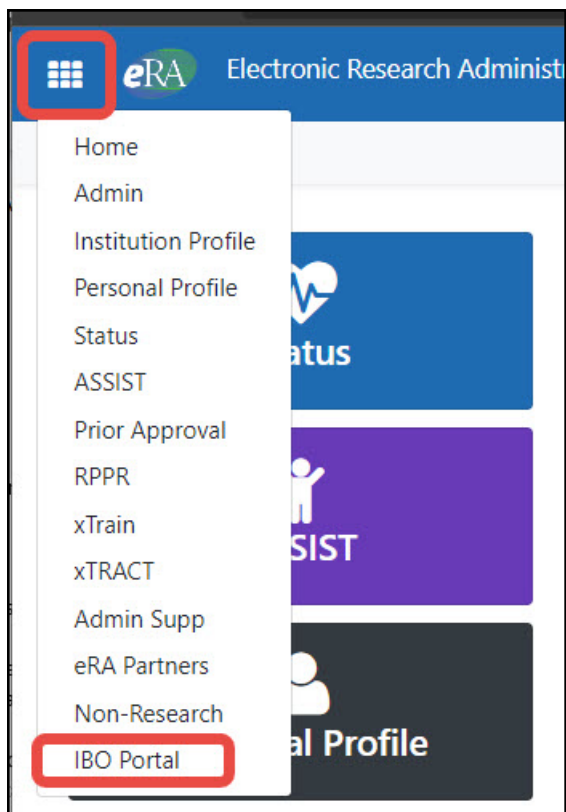 eRA Electronic Research Administ
Home
Admin
Institution Profile
Personal Profile
Status
atus
ASSIST
Prior Approval
RPPR
xTrain
SIST
xTRACT
Admin Supp
eRA Partners
Non-Research
al Profile
IBO Portal